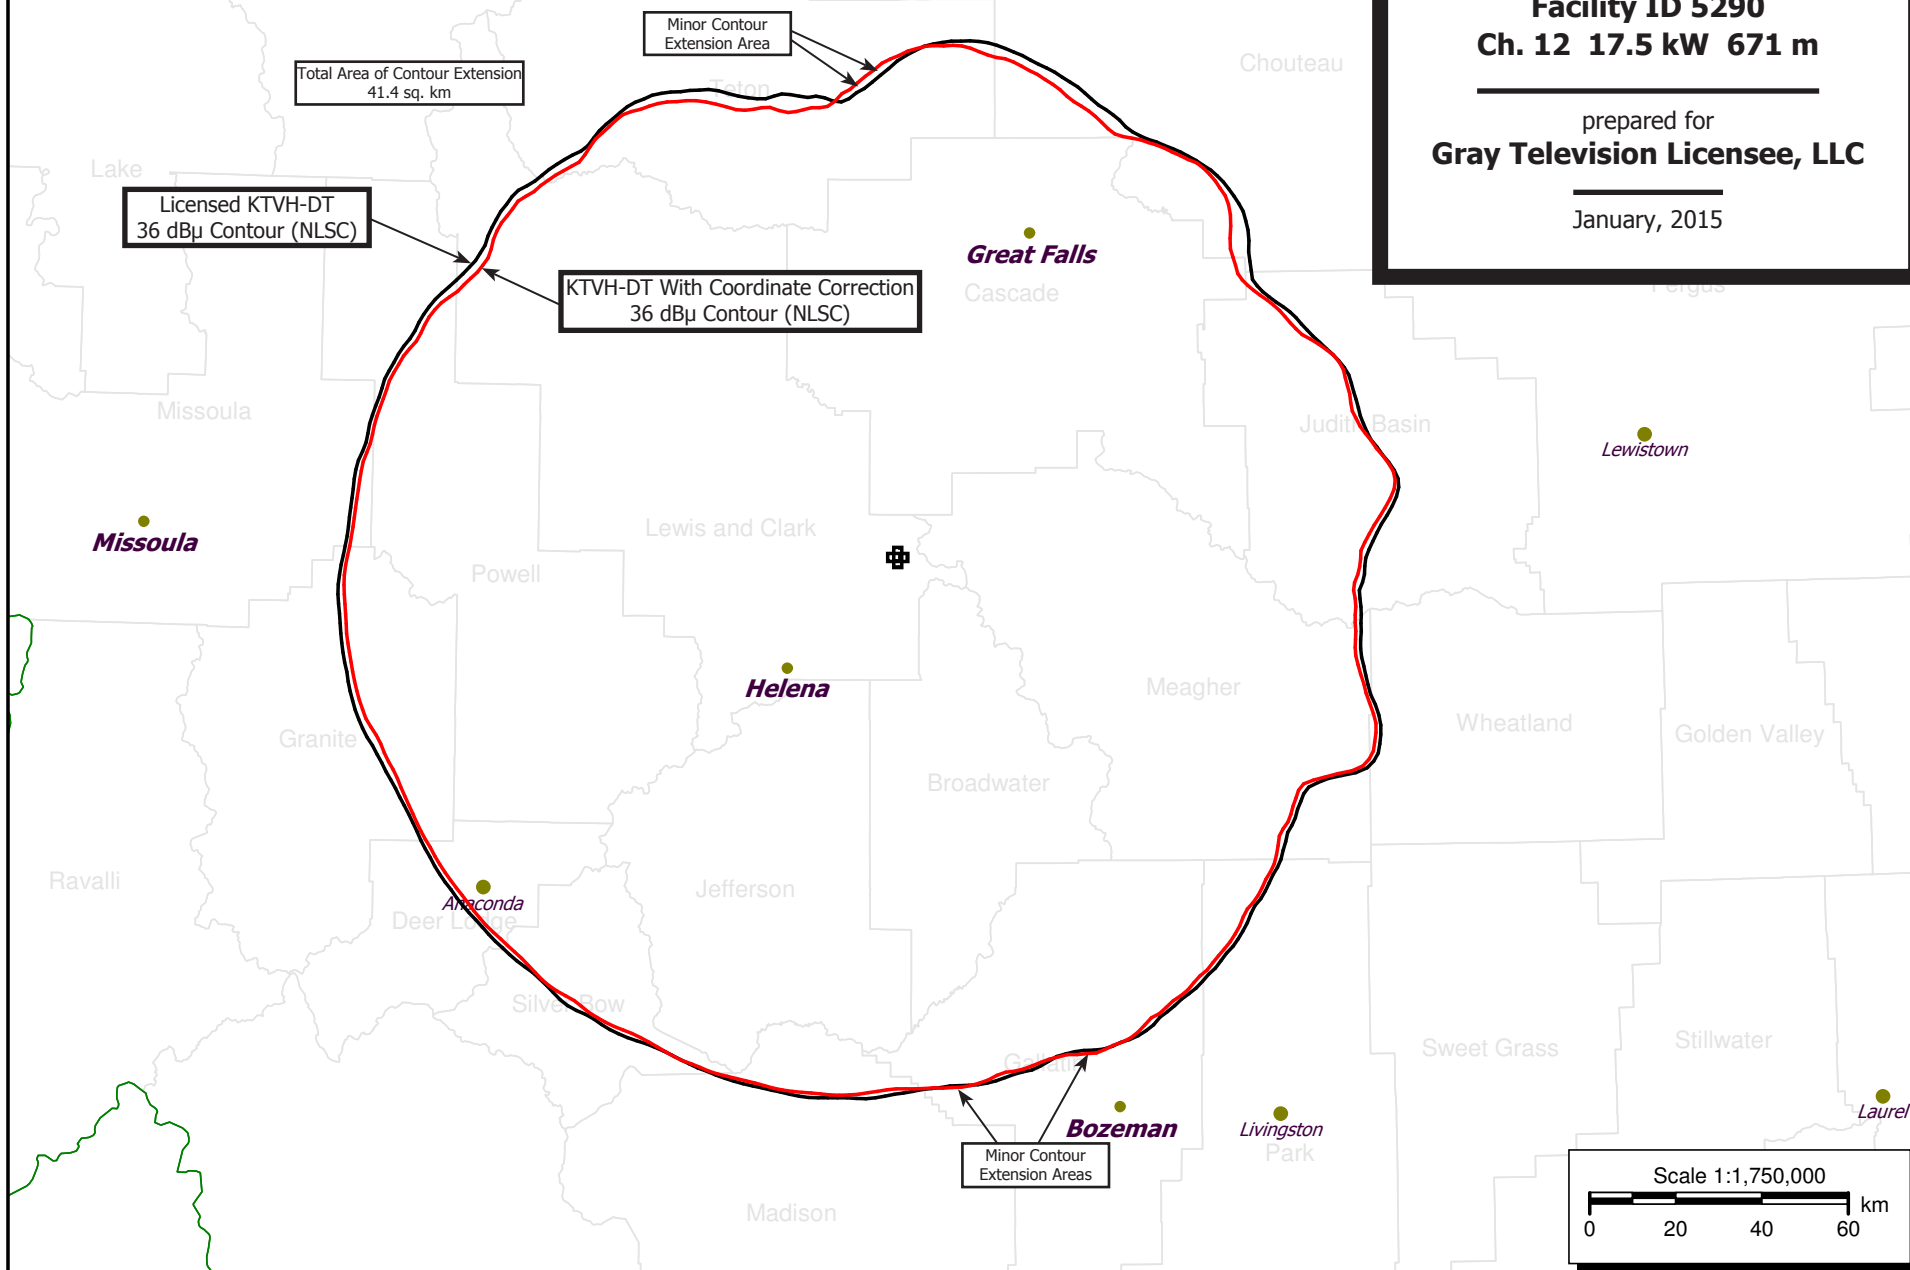 Facility ID 5290
Ch. 12 17.5 kW 671 m
prepared for
Gray Television Licensee, LLC
January, 2015
Minor Contour
Extension Area
Total Area of Contour Extension
41.4 sq. km
Teton
Chouteau
Lake
Licensed KTVH-DT
36 dBµ Contour (NLSC)
Great Falls
Cascade
KTVH-DT With Coordinate Correction
36 dBµ Contour (NLSC)
Fergus
Missoula
Judith Basin
Lewistown
Missoula
Lewis and Clark
Powell
Helena
Meagher
Granite
Wheatland
Golden Valley
Broadwater
Ravalli
Jefferson
Anaconda
Deer Lodge
Silver Bow
Gallatin
Sweet Grass
Stillwater
Bozeman
Livingston
Laurel
Park
Minor Contour
Extension Areas
Madison
Scale 1:1,750,000
km
0 20 40 60